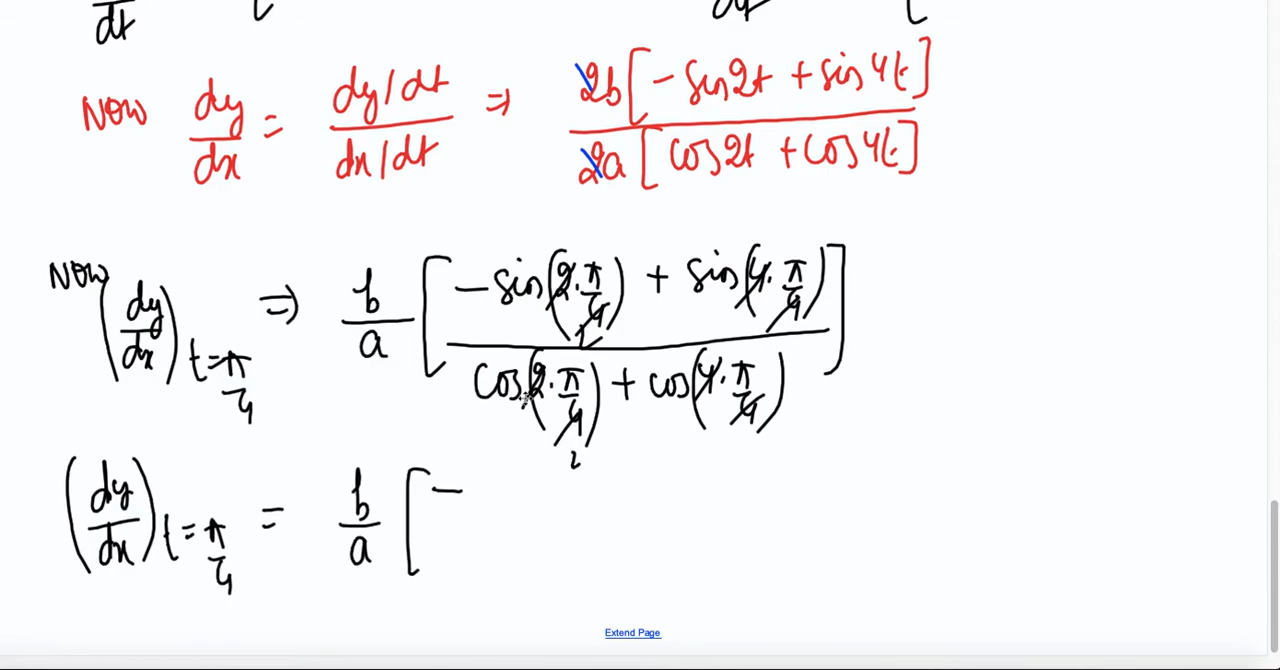 dt dt
Now dy/dx = (dy/dt)/(dx/dt) ⇒ 2b[-sin2t + sin4t] / 2a[cos2t + cos4t]
Now (dy/dx) t=π/4 ⇒ b/a [(-sin(2·π/4) + sin(4·π/4)) / (cos(2·π/4) + cos(4·π/4))]
(dy/dx) t=π/4 = b/a [-
Extend Page